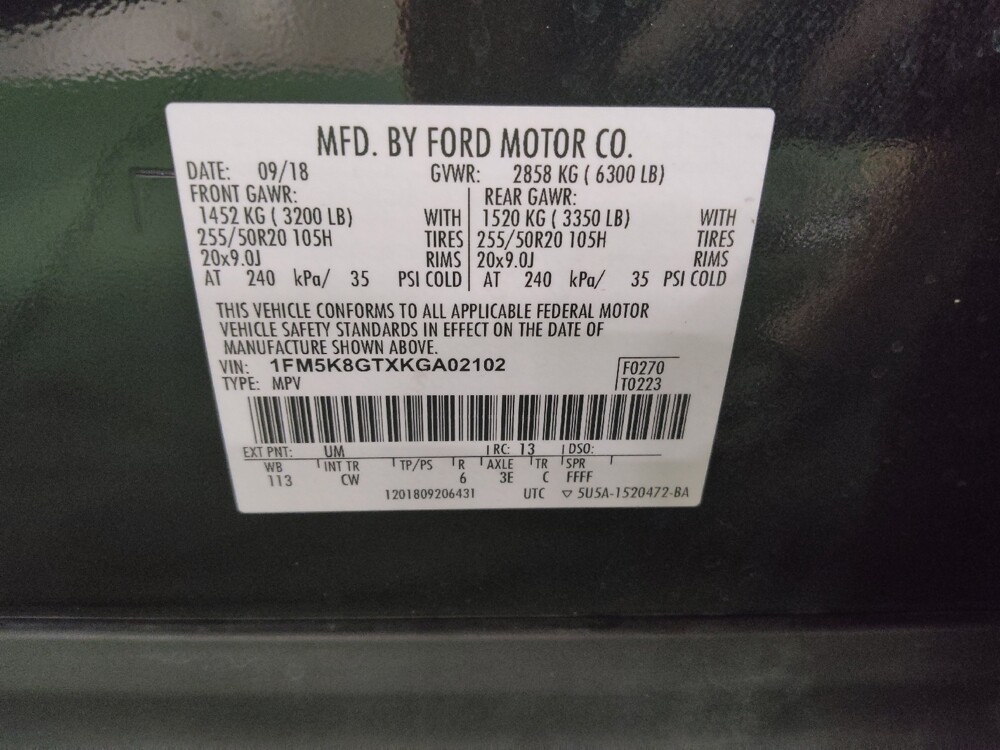 MFD. BY FORD MOTOR CO.
DATE: 09/18 GVWR: 2858 KG ( 6300 LB)
FRONT GAWR: REAR GAWR:
1452 KG ( 3200 LB) WITH 1520 KG ( 3350 LB) WITH
255/50R20 105H TIRES 255/50R20 105H TIRES
20x9.0J RIMS 20x9.0J RIMS
AT 240 kPa/ 35 PSI COLD AT 240 kPa/ 35 PSI COLD
THIS VEHICLE CONFORMS TO ALL APPLICABLE FEDERAL MOTOR
VEHICLE SAFETY STANDARDS IN EFFECT ON THE DATE OF
MANUFACTURE SHOWN ABOVE.
VIN: 1FM5K8GTXKGA02102 F0270
TYPE: MPV T0223
EXT PNT: UM RC: 13 DSO:
WB INT TR TP/PS R AXLE TR SPR
113 CW 6 3E C FFFF
1201809206431 UTC ▽ 5U5A-1520472-BA